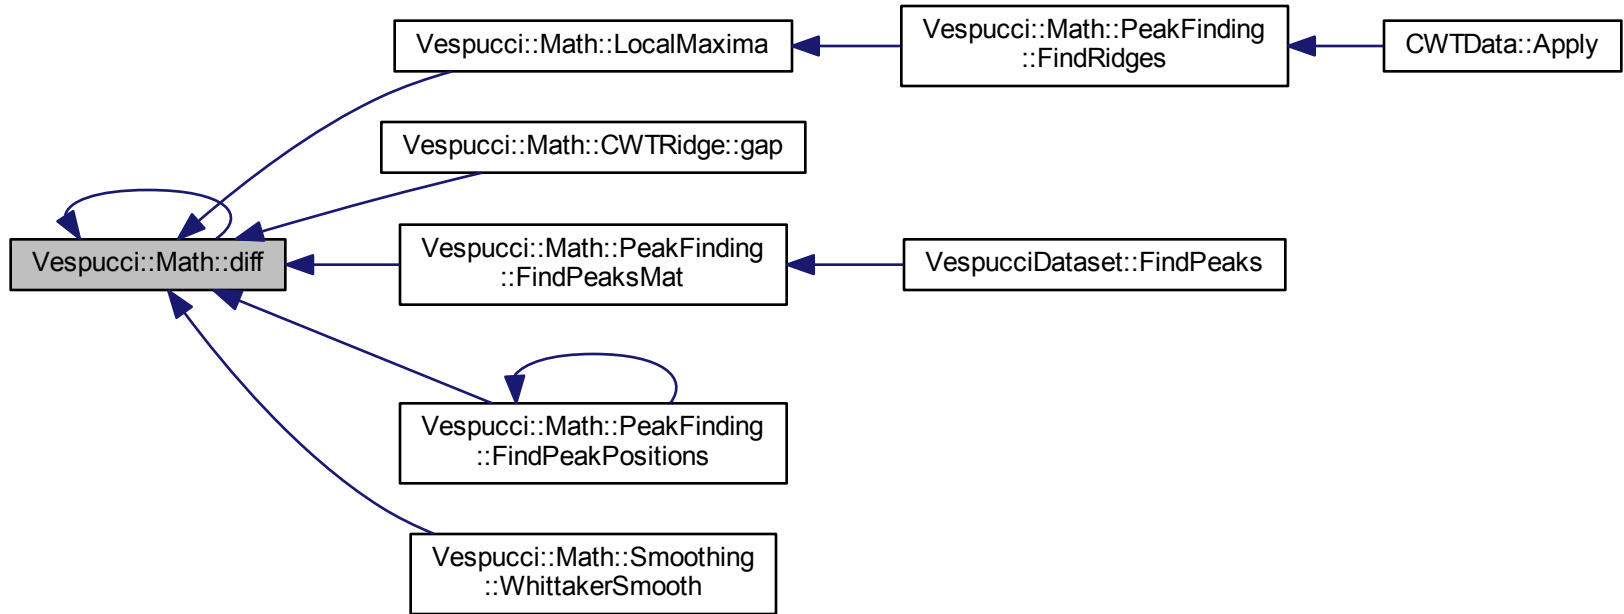 Vespucci::Math::LocalMaxima
Vespucci::Math::PeakFinding
::FindRidges
CWTData::Apply
Vespucci::Math::CWTRidge::gap
Vespucci::Math::diff
Vespucci::Math::PeakFinding
::FindPeaksMat
VespucciDataset::FindPeaks
Vespucci::Math::PeakFinding
::FindPeakPositions
Vespucci::Math::Smoothing
::WhittakerSmooth